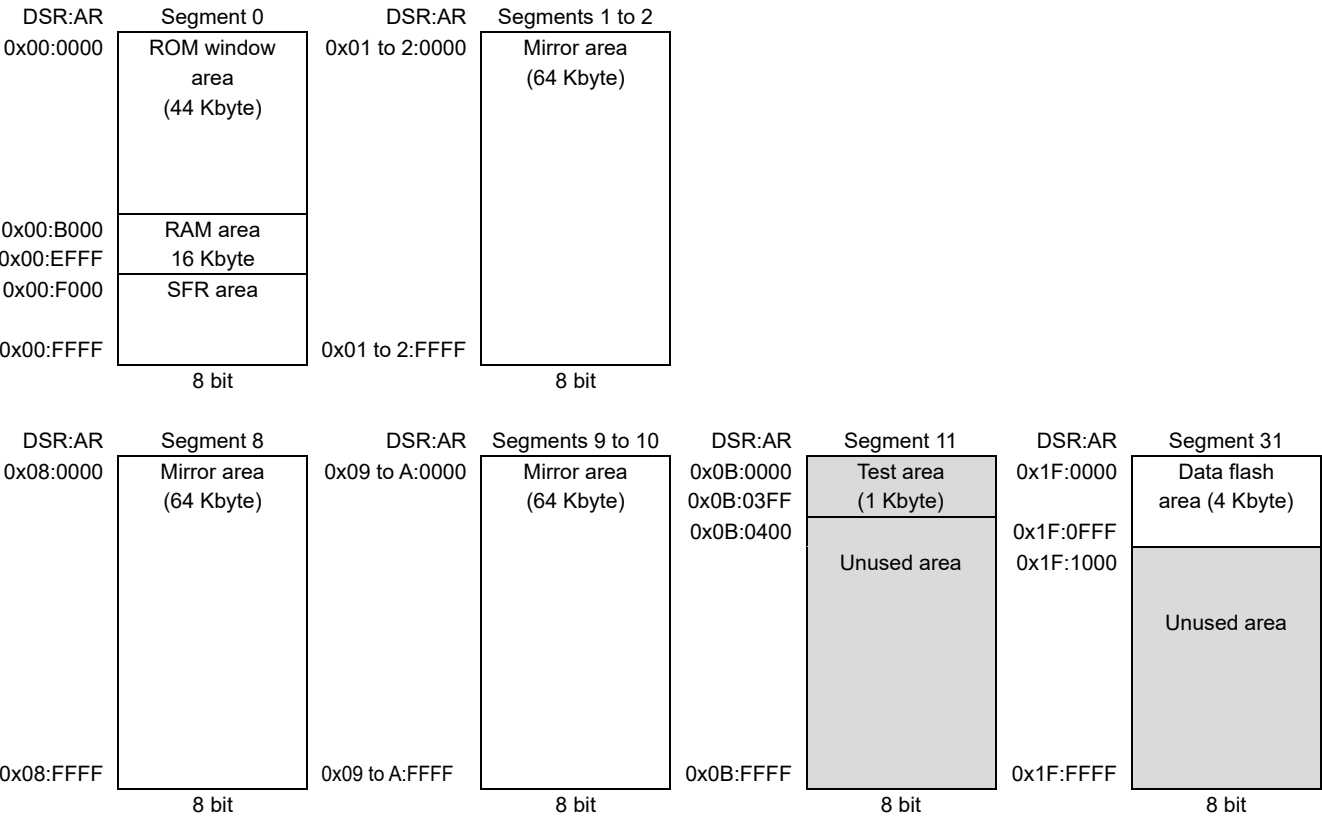 DSR:AR Segment 0 DSR:AR Segments 1 to 2
0x00:0000 ROM window 0x01 to 2:0000 Mirror area
area (64 Kbyte)
(44 Kbyte)
0x00:B000 RAM area
0x00:EFFF 16 Kbyte
0x00:F000 SFR area
0x00:FFFF 0x01 to 2:FFFF
8 bit 8 bit
DSR:AR Segment 8 DSR:AR Segments 9 to 10 DSR:AR Segment 11 DSR:AR Segment 31
0x08:0000 Mirror area 0x09 to A:0000 Mirror area 0x0B:0000 Test area 0x1F:0000 Data flash
(64 Kbyte) (64 Kbyte) 0x0B:03FF (1 Kbyte) area (4 Kbyte)
0x0B:0400 0x1F:0FFF
Unused area 0x1F:1000
Unused area
0x08:FFFF 0x09 to A:FFFF 0x0B:FFFF 0x1F:FFFF
8 bit 8 bit 8 bit 8 bit